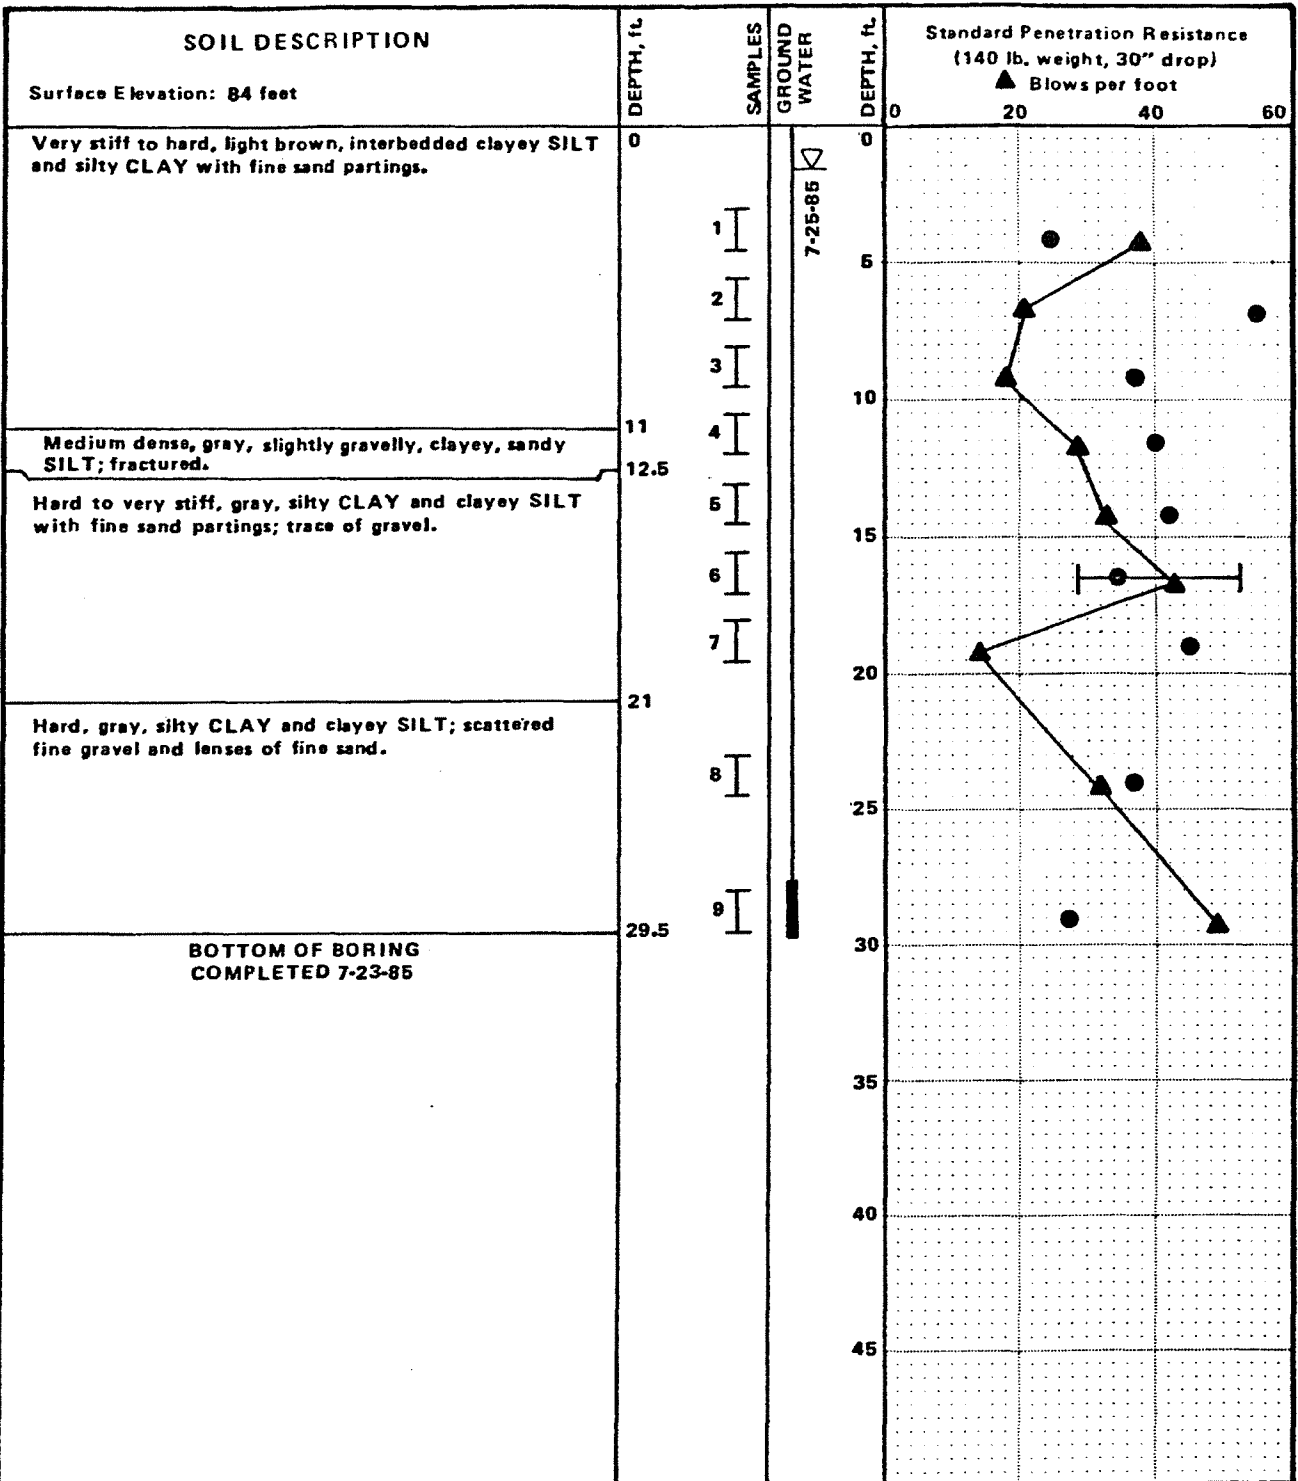 SOIL DESCRIPTION
Surface Elevation: 84 feet
DEPTH, ft.
SAMPLES
GROUND
WATER
DEPTH, ft.
Standard Penetration Resistance
(140 lb. weight, 30" drop)
▲ Blows per foot
0 20 40 60
Very stiff to hard, light brown, interbedded clayey SILT
and silty CLAY with fine sand partings.
0
1
2
3
11
4
Medium dense, gray, slightly gravelly, clayey, sandy
SILT; fractured.
12.5
Hard to very stiff, gray, silty CLAY and clayey SILT
with fine sand partings; trace of gravel.
5
6
7
21
Hard, gray, silty CLAY and clayey SILT; scattered
fine gravel and lenses of fine sand.
8
9
29.5
BOTTOM OF BORING
COMPLETED 7-23-85
7-25-85
0
5
10
15
20
25
30
35
40
45